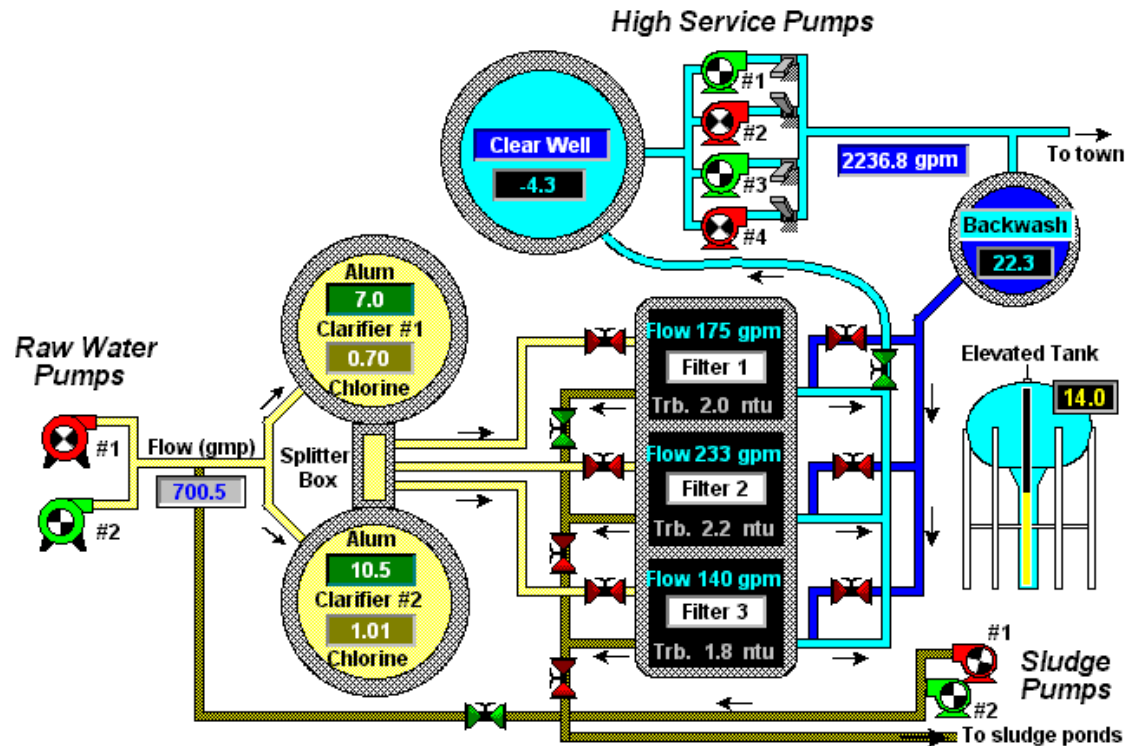 High Service Pumps
#1
#2
#3
#4
Clear Well
-4.3
2236.8 gpm
To town
Backwash
22.3
Alum
7.0
Clarifier #1
0.70
Chlorine
Raw Water
Pumps
#1
#2
Flow (gmp)
700.5
Splitter
Box
Alum
10.5
Clarifier #2
1.01
Chlorine
Flow 175 gpm
Filter 1
Trb. 2.0 ntu
Flow 233 gpm
Filter 2
Trb. 2.2 ntu
Flow 140 gpm
Filter 3
Trb. 1.8 ntu
Elevated Tank
14.0
#1
#2
Sludge
Pumps
To sludge ponds